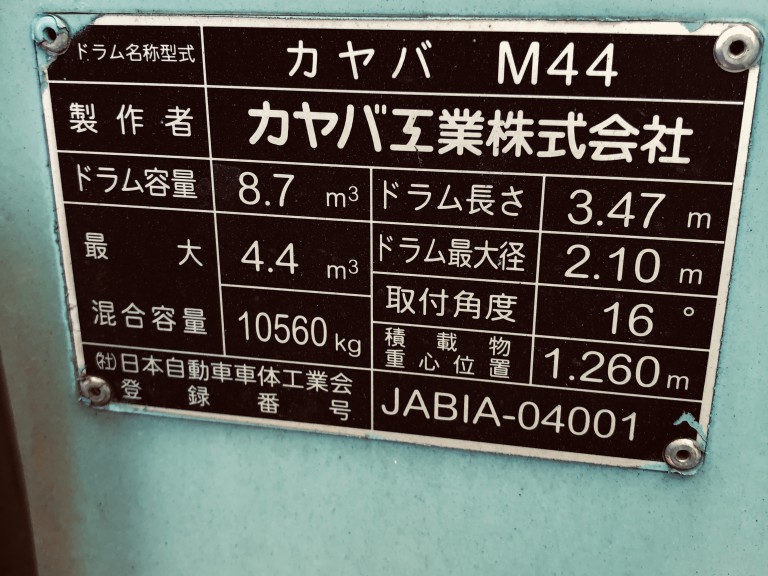 ドラム名称型式 カヤバ M44
製作者 カヤバ工業株式会社
ドラム容量 8.7 m³ ドラム長さ 3.47 m
最大 4.4 m³ ドラム最大径 2.10 m
混合容量 10560 kg 取付角度 16 °
積載物
重心位置 1.260 m
(社)日本自動車車体工業会
登録番号 JABIA-04001